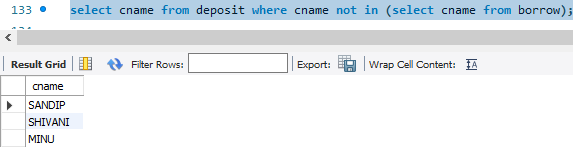 133 select cname from deposit where cname not in (select cname from borrow);
Result Grid Filter Rows: Export: Wrap Cell Content:
cname
SANDIP
SHIVANI
MINU